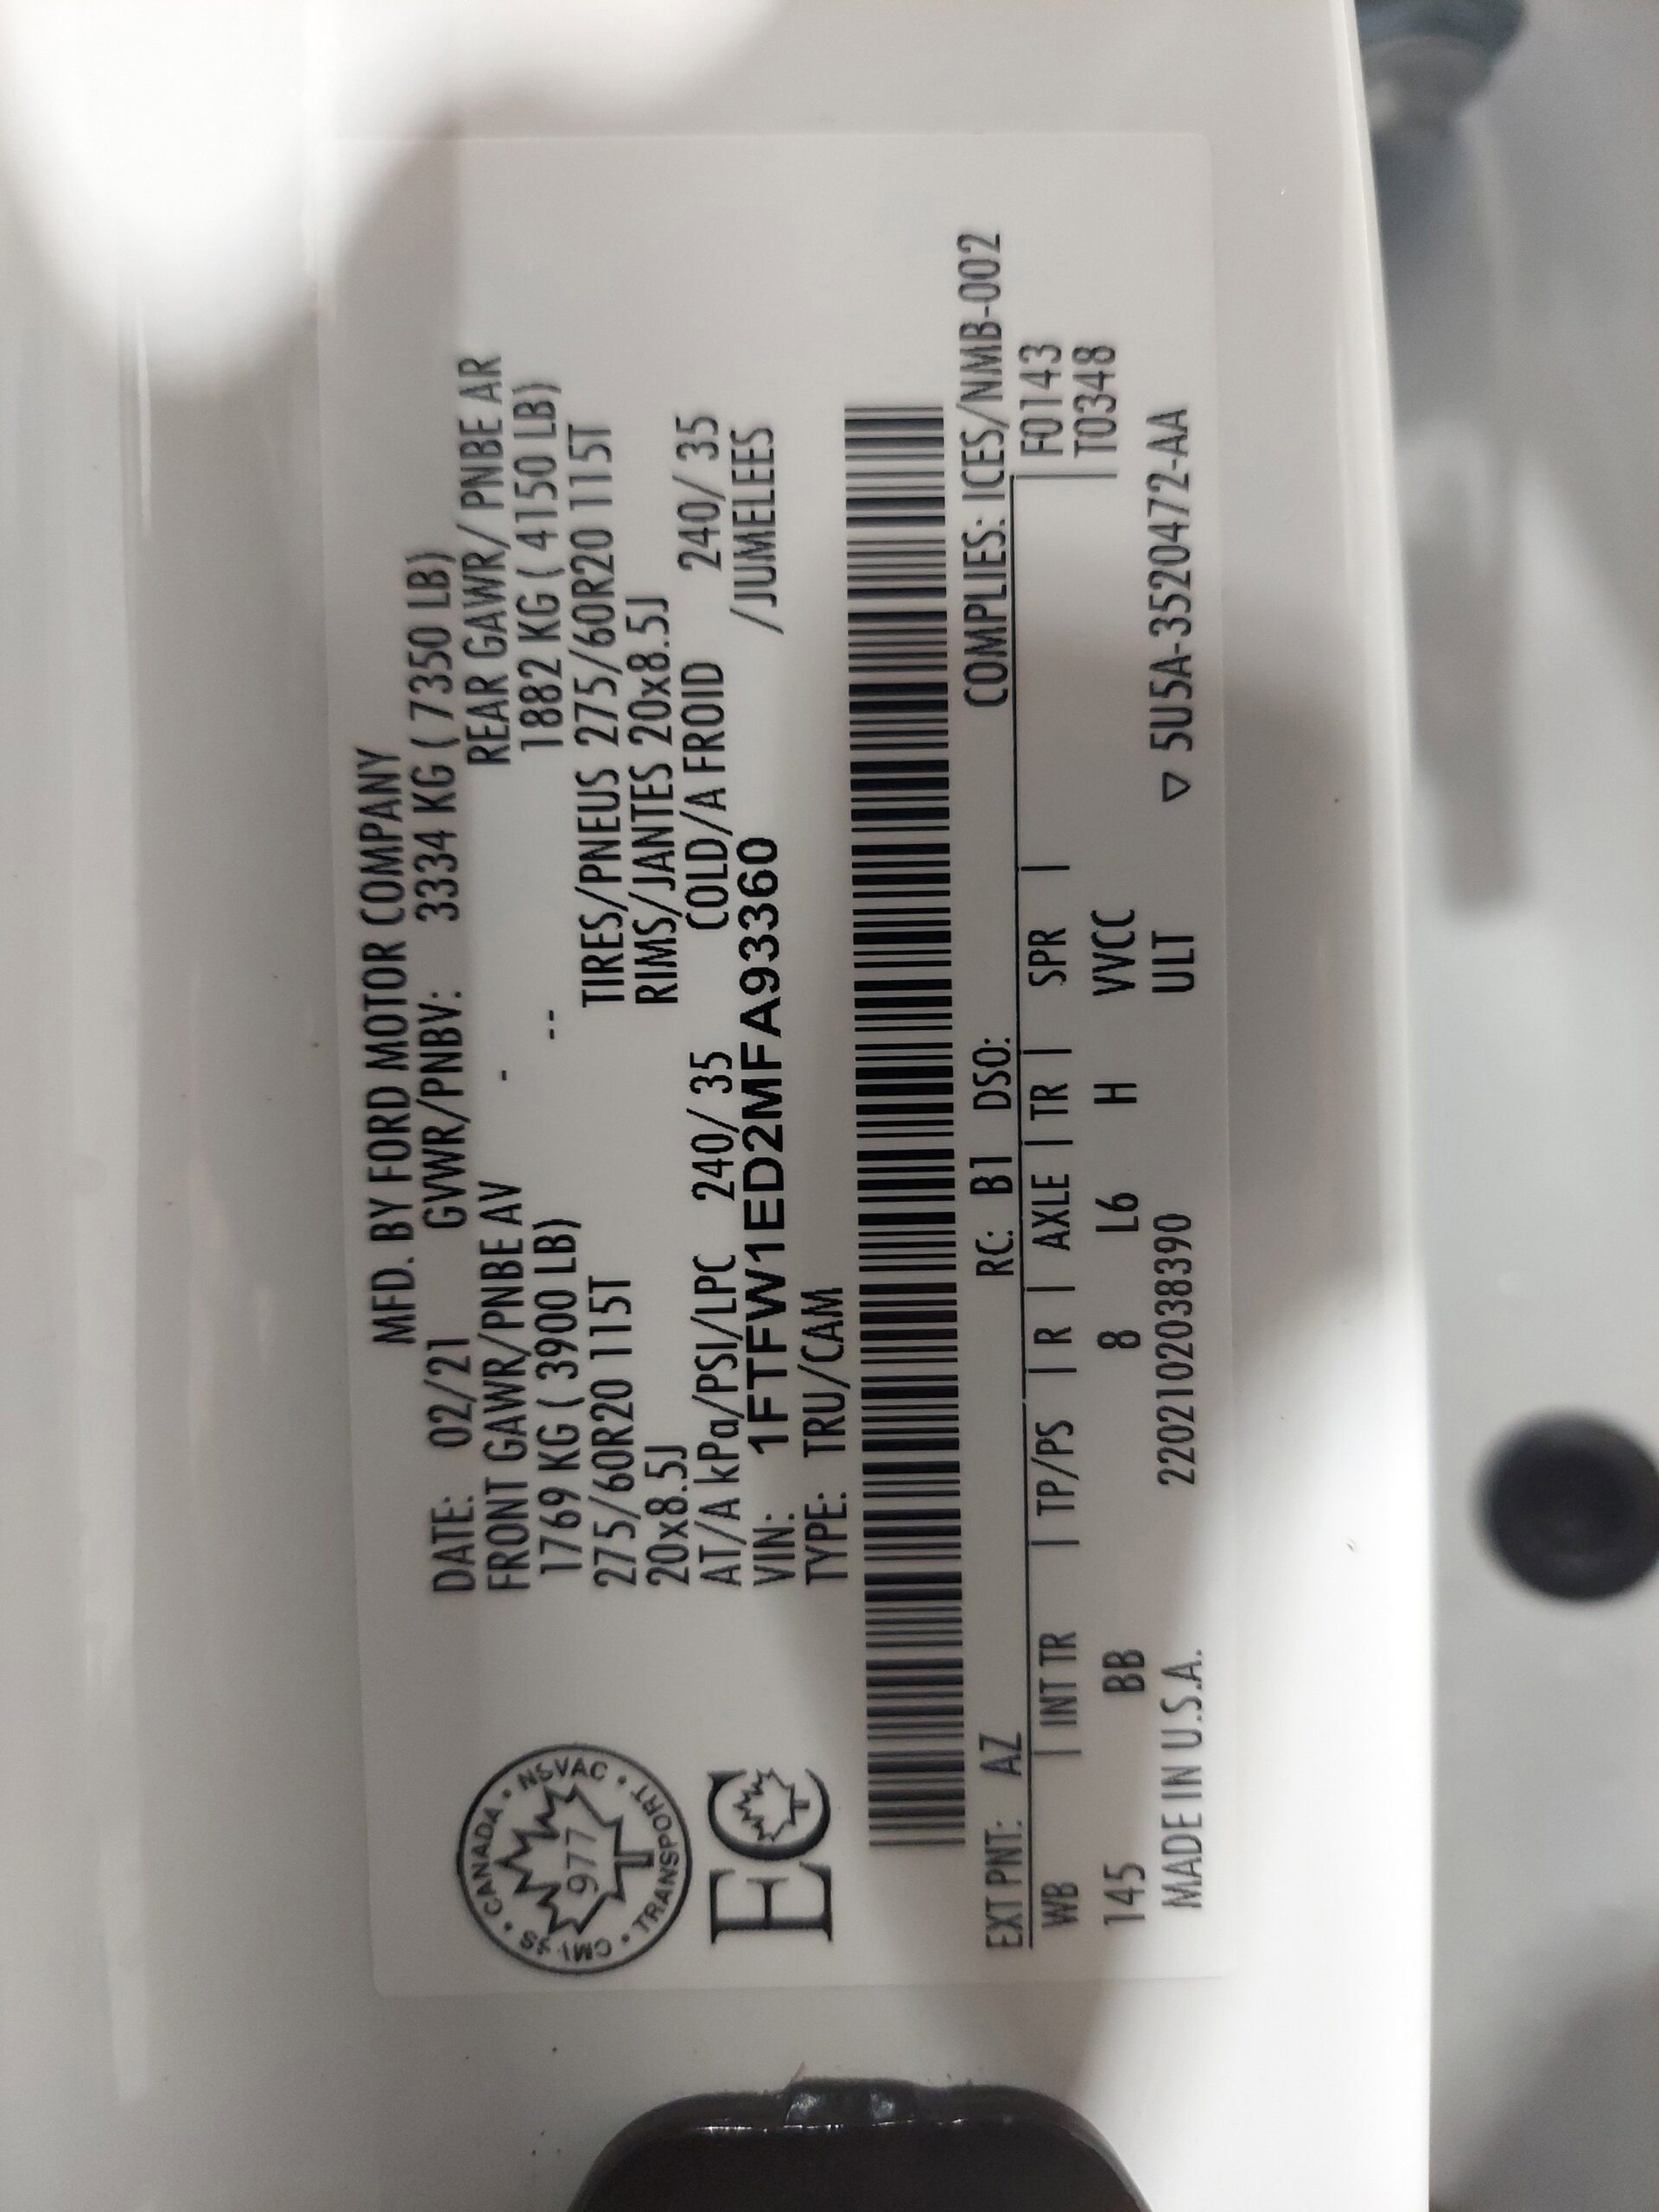 MFD. BY FORD MOTOR COMPANY
DATE: 02/21 GVWR/PNBV: 3334 KG ( 7350 LB)
FRONT GAWR/PNBE AV - REAR GAWR/ PNBE AR
1769 KG ( 3900 LB) -- 1882 KG ( 4150 LB)
275/60R20 115T TIRES/PNEUS 275/60R20 115T
20x8.5J RIMS/JANTES 20x8.5J
AT/A kPa/PSI/LPC 240/ 35 COLD/A FROID 240/ 35
VIN: 1FTFW1ED2MFA93360 /JUMELEES
TYPE: TRU/CAM
CANADA • NSVAC • TRANSPORT • TRANSPORT • CMVSS •
977
EC
COMPLIES: ICES/NMB-002
EXT PNT: AZ RC: B1 DSO:
WB | INT TR | TP/PS | R | AXLE | TR | SPR | | F0143
| T0348
145 BB 8 L6 H VVCC
MADE IN U.S.A. 2202102038390 ULT
▽ 5U5A-3520472-AA